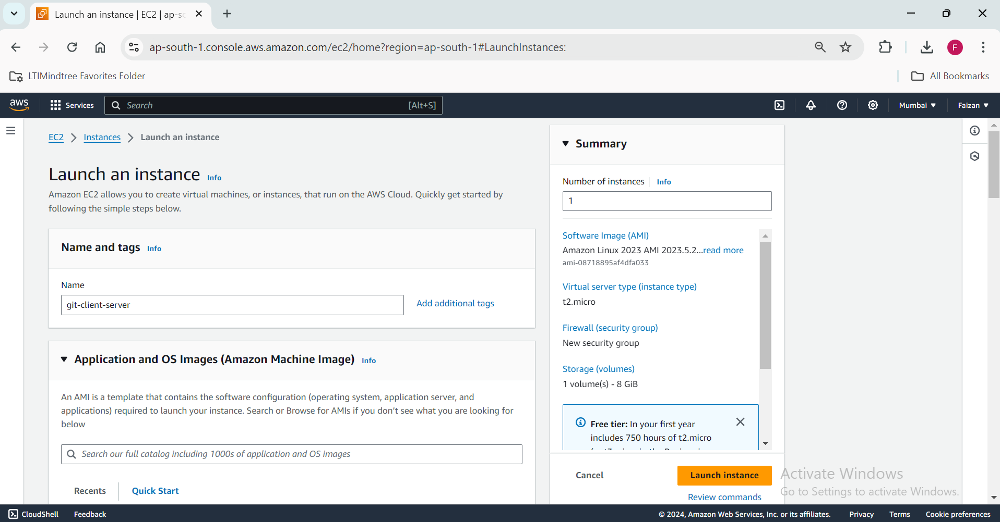 Launch an instance | EC2 | ap-sc
ap-south-1.console.aws.amazon.com/ec2/home?region=ap-south-1#LaunchInstances:
F
LTIMindtree Favorites Folder
All Bookmarks
aws
Services
Search
[Alt+S]
Mumbai
Faizan
EC2 > Instances > Launch an instance
Launch an instance Info
Amazon EC2 allows you to create virtual machines, or instances, that run on the AWS Cloud. Quickly get started by
following the simple steps below.
Name and tags Info
Name
git-client-server
Add additional tags
Application and OS Images (Amazon Machine Image) Info
An AMI is a template that contains the software configuration (operating system, application server, and
applications) required to launch your instance. Search or Browse for AMIs if you don’t see what you are looking for
below
Search our full catalog including 1000s of application and OS images
Recents
Quick Start
Summary
Number of instances Info
1
Software Image (AMI)
Amazon Linux 2023 AMI 2023.5.2...read more
ami-08718895af4dfa033
Virtual server type (instance type)
t2.micro
Firewall (security group)
New security group
Storage (volumes)
1 volume(s) - 8 GiB
Free tier: In your first year
includes 750 hours of t2.micro
Cancel
Launch instance
Review commands
Activate Windows
Go to Settings to activate Windows.
CloudShell
Feedback
© 2024, Amazon Web Services, Inc. or its affiliates.
Privacy
Terms
Cookie preferences